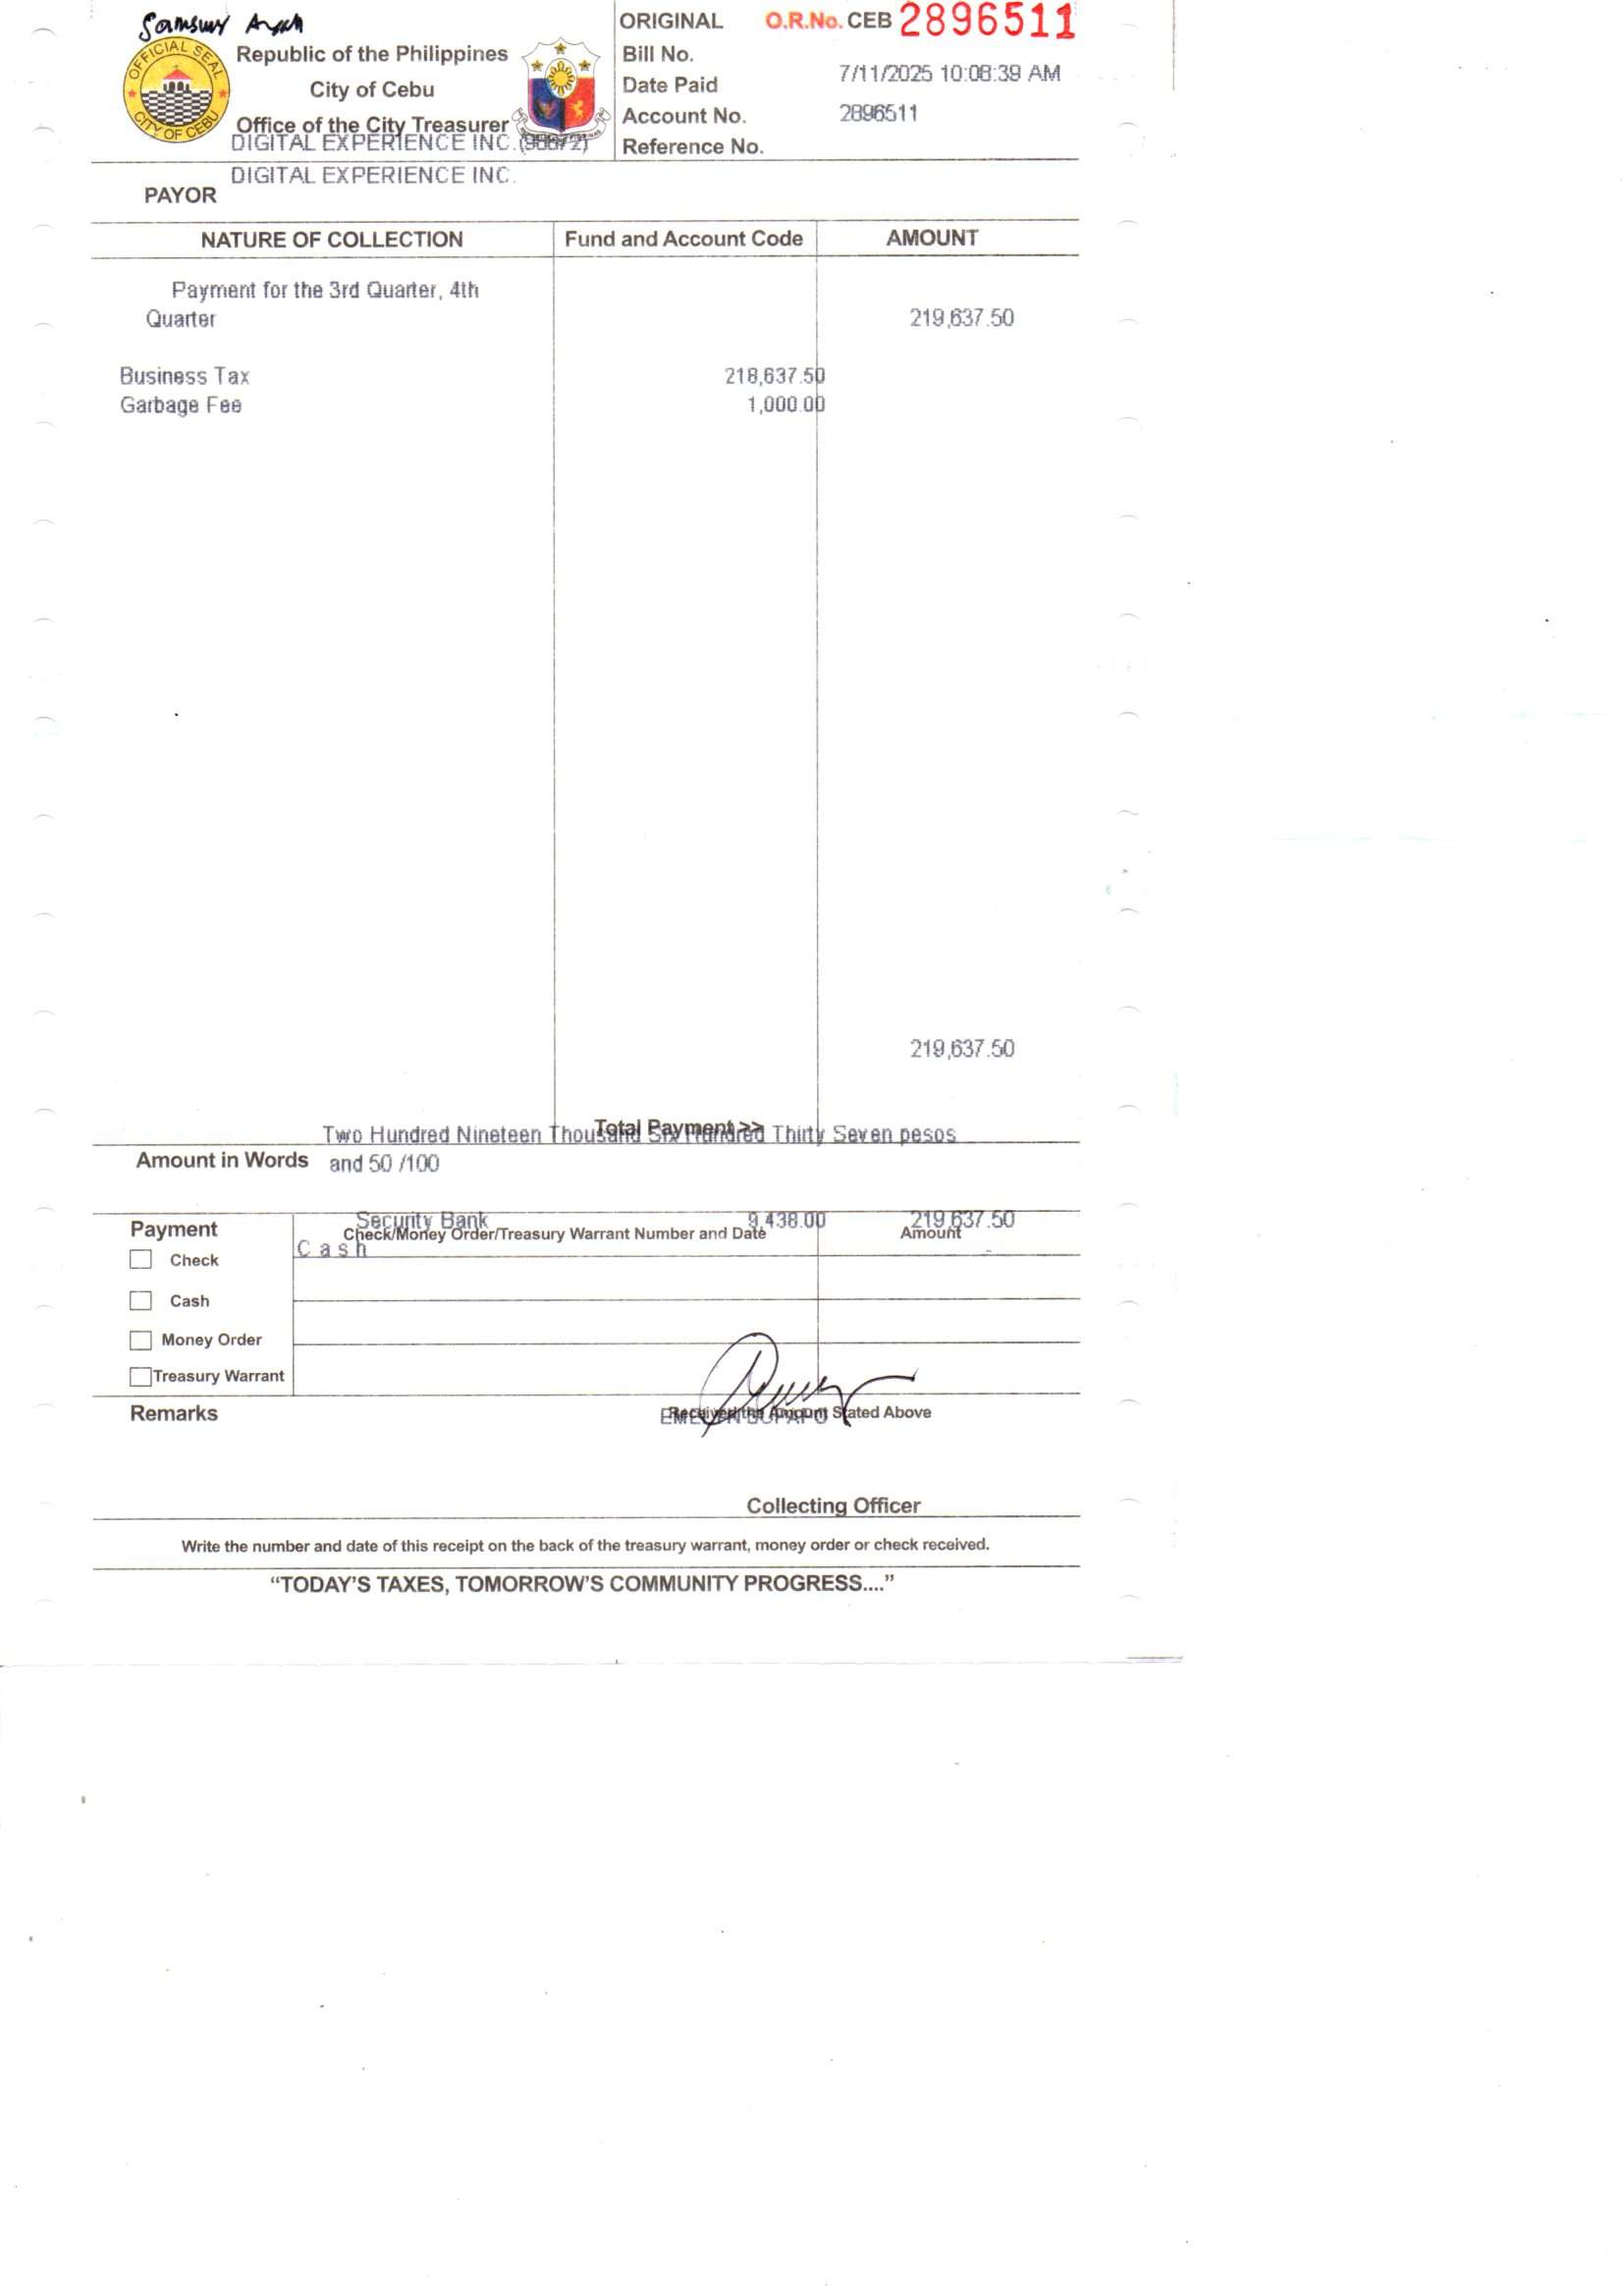 Samsung
ORIGINAL O.R.No. CEB 2896511
OFFICIAL SEAL
CITY OF CEBU
Republic of the Philippines
City of Cebu
Office of the City Treasurer
Bill No.
Date Paid 7/11/2025 10:08:39 AM
Account No. 2896511
Reference No.
DIGITAL EXPERIENCE INC.
DIGITAL EXPERIENCE INC.
PAYOR
NATURE OF COLLECTION Fund and Account Code AMOUNT
Payment for the 3rd Quarter, 4th
Quarter 219,637.50
Business Tax 218,637.50
Garbage Fee 1,000.00
219,637.50
Total Payment >>
Two Hundred Nineteen Thousand Six Hundred Thirty Seven pesos
Amount in Words and 50 /100
Security Bank 9,438.00 219,637.50
Payment Check/Money Order/Treasury Warrant Number and Date Amount
Cash -
Check
Cash
Money Order
Treasury Warrant
Remarks Received the Amount Stated Above
Collecting Officer
Write the number and date of this receipt on the back of the treasury warrant, money order or check received.
“TODAY’S TAXES, TOMORROW’S COMMUNITY PROGRESS....”